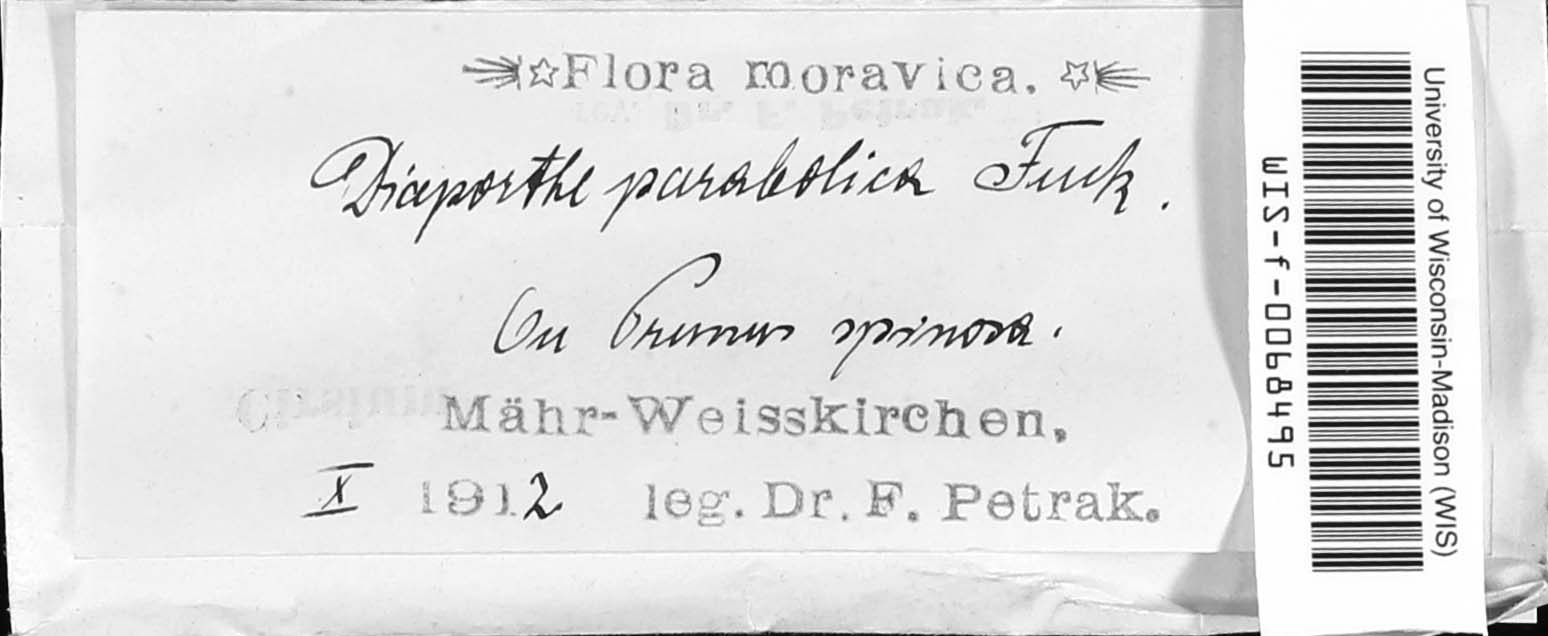 Flora moravica.
Diaporthe parabolica Fuck.
On Prunus spinosa.
Mähr-Weisskirchen,
X 1912 leg. Dr. F. Petrak.
University of Wisconsin-Madison (WIS)
WIS-f-0068495